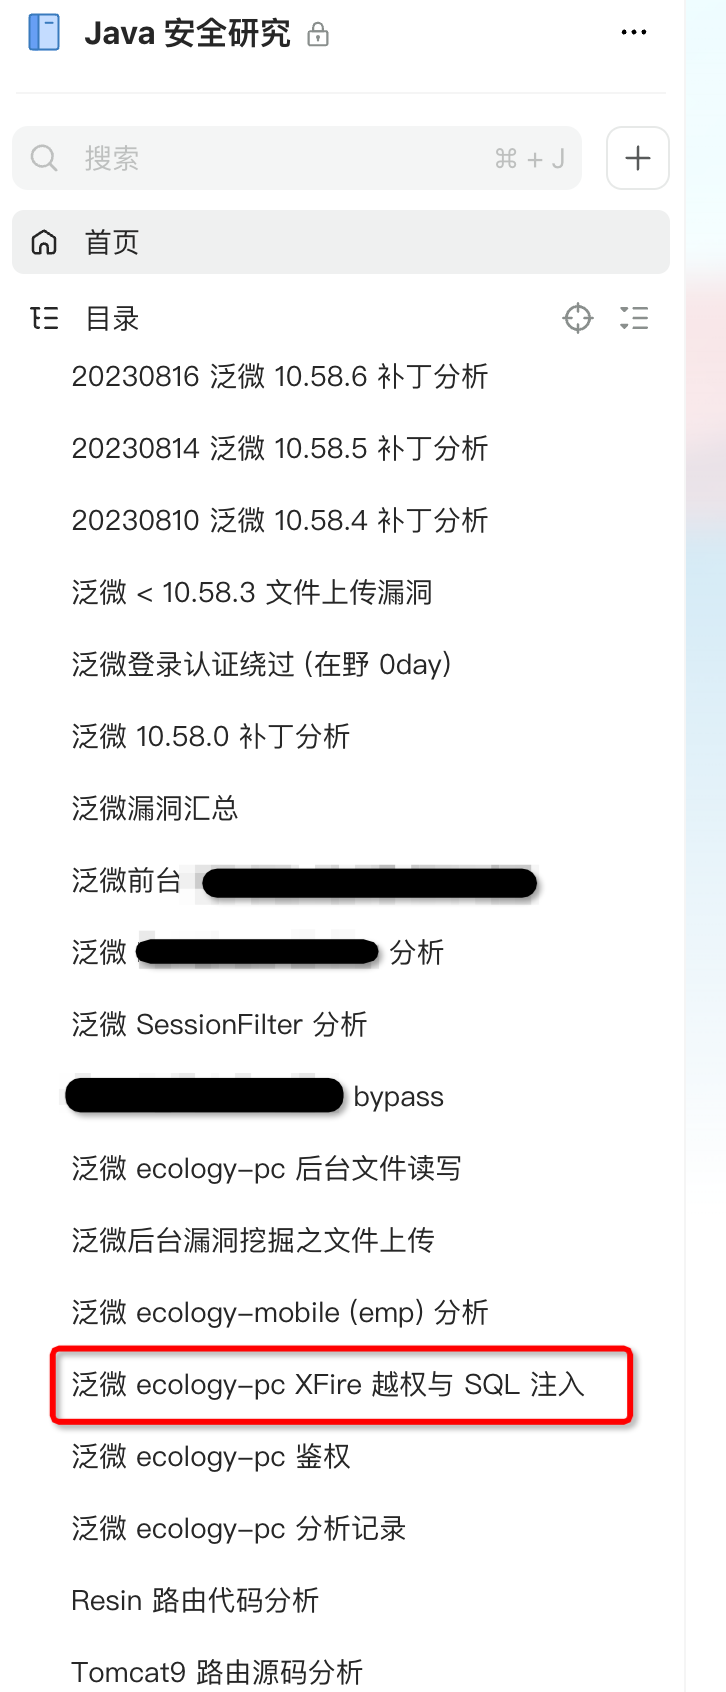 Java 安全研究
搜索 ⌘ + J
首页
目录
20230816 泛微 10.58.6 补丁分析
20230814 泛微 10.58.5 补丁分析
20230810 泛微 10.58.4 补丁分析
泛微 < 10.58.3 文件上传漏洞
泛微登录认证绕过 (在野 0day)
泛微 10.58.0 补丁分析
泛微漏洞汇总
泛微前台
泛微 分析
泛微 SessionFilter 分析
bypass
泛微 ecology-pc 后台文件读写
泛微后台漏洞挖掘之文件上传
泛微 ecology-mobile (emp) 分析
泛微 ecology-pc XFire 越权与 SQL 注入
泛微 ecology-pc 鉴权
泛微 ecology-pc 分析记录
Resin 路由代码分析
Tomcat9 路由源码分析